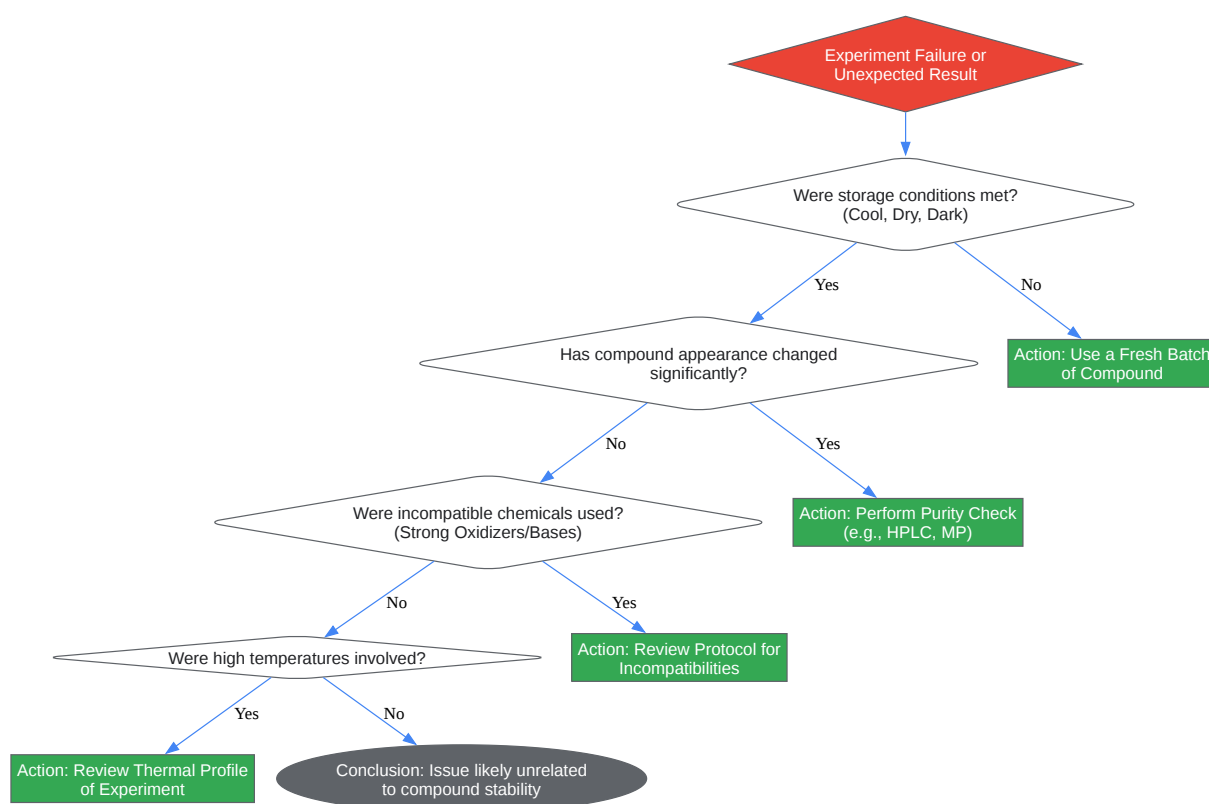 Experiment Failure or
Unexpected Result
Were storage conditions met?
(Cool, Dry, Dark)
Yes
No
Has compound appearance changed
significantly?
Action: Use a Fresh Batch
of Compound
No
Yes
Were incompatible chemicals used?
(Strong Oxidizers/Bases)
Action: Perform Purity Check
(e.g., HPLC, MP)
No
Yes
Were high temperatures involved?
Action: Review Protocol for
Incompatibilities
Yes
No
Action: Review Thermal Profile
of Experiment
Conclusion: Issue likely unrelated
to compound stability